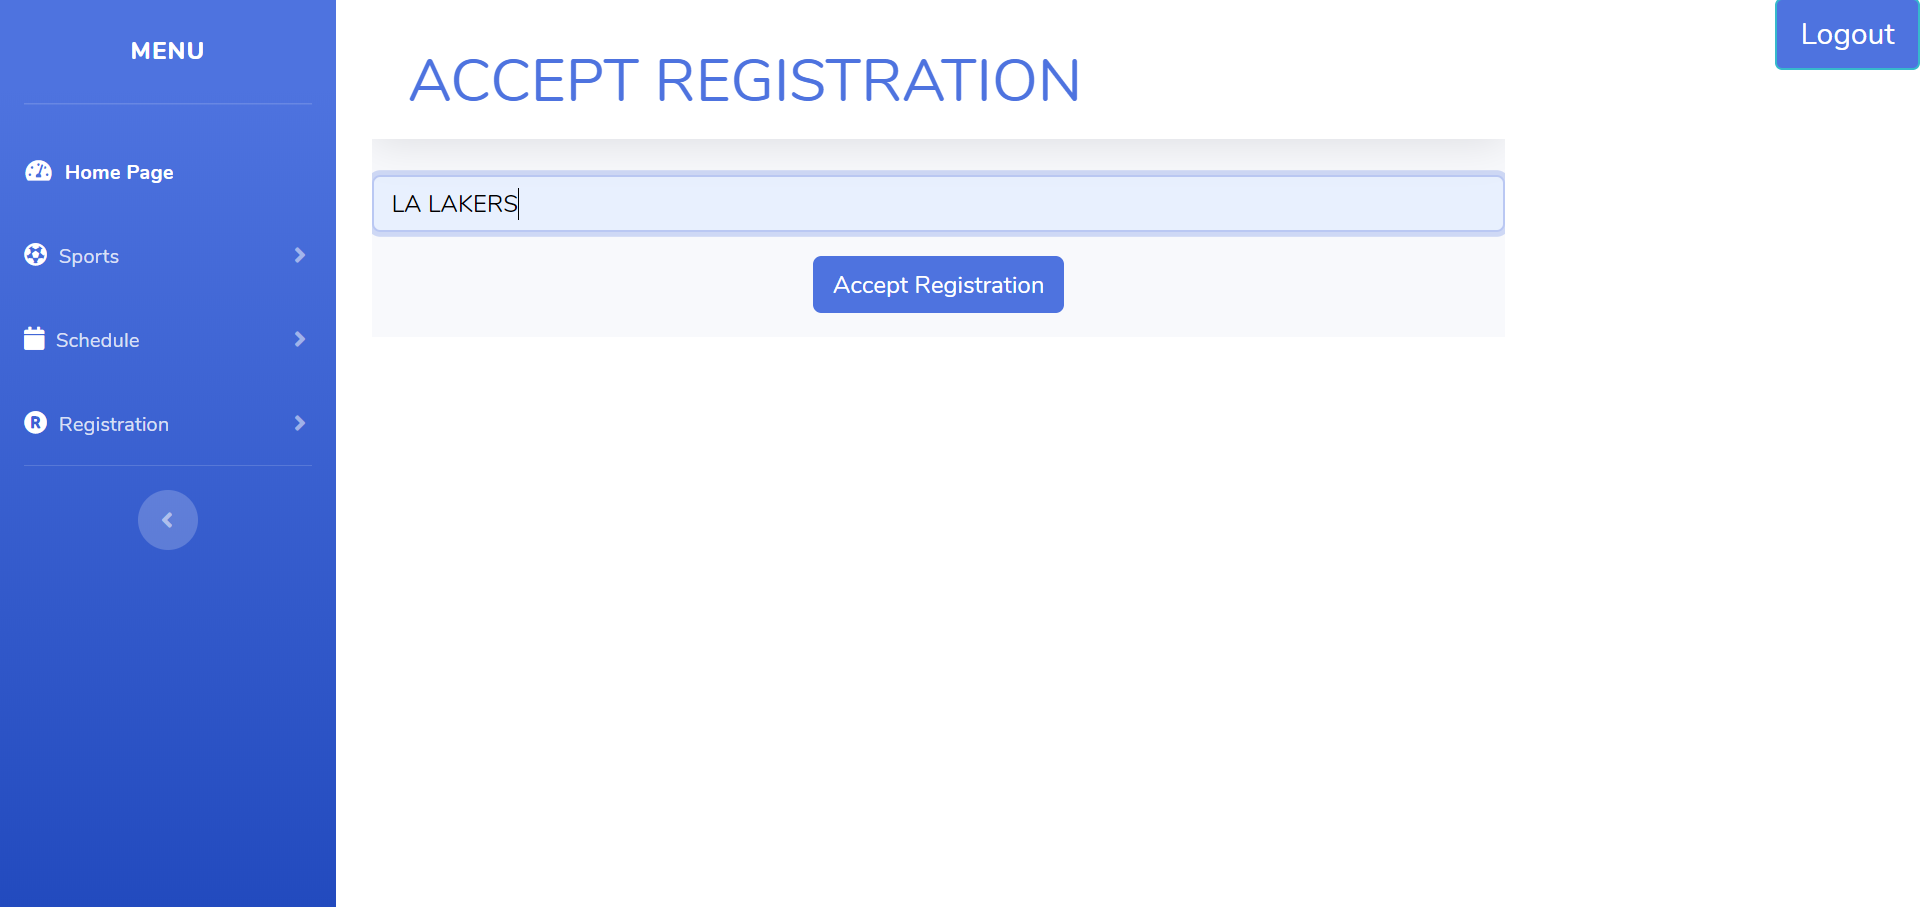 MENU
Home Page
Sports
Schedule
Registration
ACCEPT REGISTRATION
LA LAKERS
Accept Registration
Logout